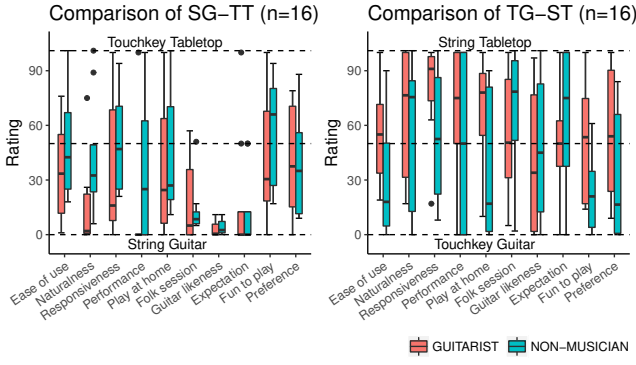 Comparison of SG−TT (n=16)
Touchkey Tabletop
Rating
90
60
30
0
String Guitar
Ease of use
Naturalness
Responsiveness
Performance
Play at home
Folk session
Guitar likeness
Expectation
Fun to play
Preference
Comparison of TG−ST (n=16)
String Tabletop
Rating
90
60
30
0
Touchkey Guitar
Ease of use
Naturalness
Responsiveness
Performance
Play at home
Folk session
Guitar likeness
Expectation
Fun to play
Preference
GUITARIST NON−MUSICIAN